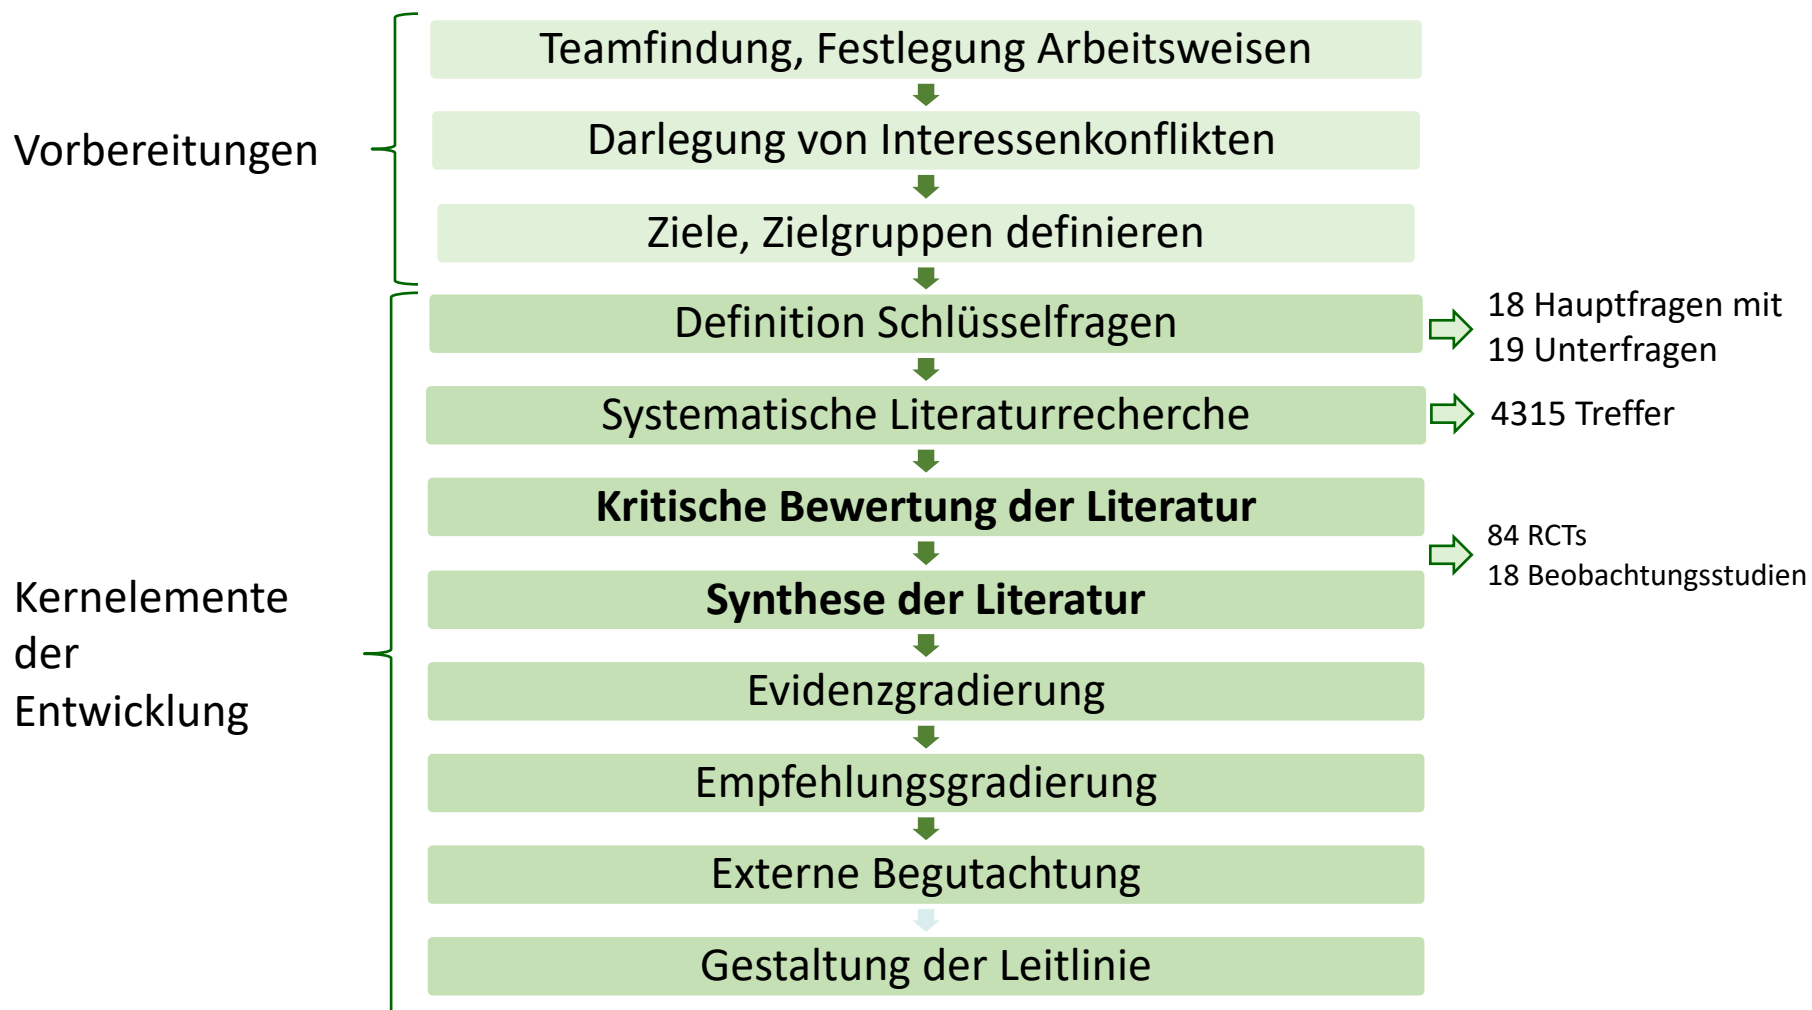 Teamfindung, Festlegung Arbeitsweisen
Vorbereitungen
Darlegung von Interessenkonflikten
Ziele, Zielgruppen definieren
Definition Schlüsselfragen
18 Hauptfragen mit
19 Unterfragen
Systematische Literaturrecherche
4315 Treffer
Kritische Bewertung der Literatur
84 RCTs
18 Beobachtungsstudien
Kernelemente
der
Entwicklung
Synthese der Literatur
Evidenzgradierung
Empfehlungsgradierung
Externe Begutachtung
Gestaltung der Leitlinie